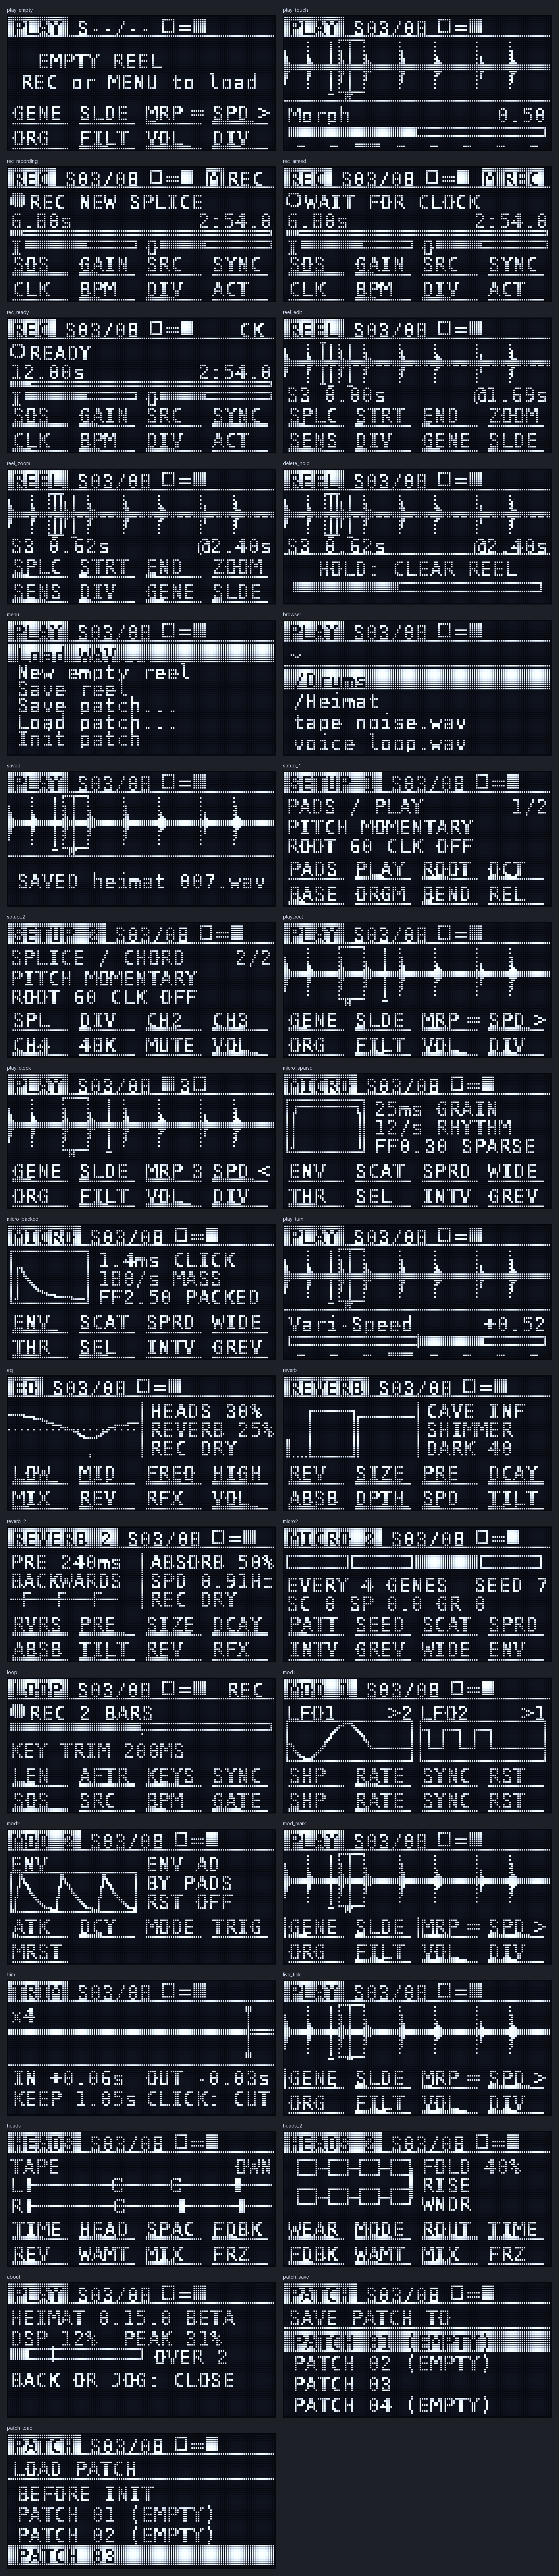 play_empty
PLAY S--/--
EMPTY REEL
REC or MENU to load
GENE SLDE MRP = SPD >
ORG FILT VOL DIV
play_touch
PLAY S03/08
Morph 0.50
rec_recording
REC S03/08 M REC
REC NEW SPLICE
6.80s 2:54.0
I O
SOS GAIN SRC SYNC
CLK BPM DIV ACT
rec_armed
REC S03/08 M REC
WAIT FOR CLOCK
6.80s 2:54.0
I O
SOS GAIN SRC SYNC
CLK BPM DIV ACT
rec_ready
REC S03/08 CK
READY
12.00s 2:54.0
I O
SOS GAIN SRC SYNC
CLK BPM DIV ACT
reel_edit
REEL S03/08
S3 0.00s @1.69s
SPLC STRT END ZOOM
SENS DIV GENE SLDE
reel_zoom
REEL S03/08
S3 0.62s @2.40s
SPLC STRT END ZOOM
SENS DIV GENE SLDE
delete_hold
REEL S03/08
S3 0.62s @2.40s
HOLD: CLEAR REEL
menu
PLAY S03/08
Load WAV...
New empty reel
Save reel
Save patch...
Load patch...
Init patch
browser
PLAY S03/08
~
/Drums
/Heimat
tape noise.wav
voice loop.wav
saved
PLAY S03/08
SAVED heimat 007.wav
setup_1
SETUP 1 S03/08
PADS / PLAY 1/2
PITCH MOMENTARY
ROOT 60 CLK OFF
PADS PLAY ROOT OCT
BASE ORGM BEND REL
setup_2
SETUP 2 S03/08
SPLICE / CHORD 2/2
PITCH MOMENTARY
ROOT 60 CLK OFF
SPL DIV CH2 CH3
CH4 48K MUTE VOL
play_reel
PLAY S03/08
GENE SLDE MRP = SPD >
ORG FILT VOL DIV
play_clock
PLAY S03/08 3
GENE SLDE MRP 3 SPD <
ORG FILT VOL DIV
micro_sparse
MICRO S03/08
25ms GRAIN
12/s RHYTHM
FF0.30 SPARSE
ENV SCAT SPRD WIDE
THR SEL INTV GREV
micro_packed
MICRO S03/08
1.4ms CLICK
180/s MASS
FF2.50 PACKED
ENV SCAT SPRD WIDE
THR SEL INTV GREV
play_turn
PLAY S03/08
Vari-Speed +0.52
eq
EQ S03/08
HEADS 30%
REVERB 25%
REC DRY
LOW MID FREQ HIGH
MIX REV RFX VOL
reverb
REVERB S03/08
CAVE INF
SHIMMER
DARK 40
REV SIZE PRE DCAY
ABSB DPTH SPD TILT
reverb_2
REVERB 2 S03/08
PRE 240ms ABSORB 50%
BACKWARDS SPD 0.91Hz
REC DRY
RVRS PRE SIZE DCAY
ABSB TILT REV RFX
micro2
MICRO 2 S03/08
EVERY 4 GENES SEED 7
SC 0 SP 0.0 GR 0
PATT SEED SCAT SPRD
INTV GREV WIDE ENV
loop
LOOP S03/08 REC
REC 2 BARS
KEY TRIM 200MS
LEN AFTR KEYS SYNC
SOS SRC BPM GATE
mod1
MOD 1 S03/08
LFO1 >2 LFO2 >1
SHP RATE SYNC RST
SHP RATE SYNC RST
mod2
MOD 2 S03/08
ENV ENV AD
BY PADS
RST OFF
ATK DCY MODE TRIG
MRST
mod_mark
PLAY S03/08
GENE SLDE MRP = SPD >
ORG FILT VOL DIV
trim
TRIM S03/08
x4
IN +0.06s OUT -0.03s
KEEP 1.05s CLICK: CUT
live_tick
PLAY S03/08
GENE SLDE MRP = SPD >
ORG FILT VOL DIV
heads
HEADS S03/08
TAPE OWN
L
R
TIME HEAD SPAC FDBK
REV WAMT MIX FRZ
heads_2
HEADS 2 S03/08
FOLD 40%
RISE
WNDR
WEAR MODE ROUT TIME
FDBK WAMT MIX FRZ
about
PLAY S03/08
HEIMAT 0.15.0 BETA
DSP 12% PEAK 31%
OVER 2
BACK OR JOG: CLOSE
patch_save
PATCH S03/08
SAVE PATCH TO
PATCH 01 (EMPTY)
PATCH 02 (EMPTY)
PATCH 03
PATCH 04 (EMPTY)
patch_load
PATCH S03/08
LOAD PATCH
BEFORE INIT
PATCH 01 (EMPTY)
PATCH 02 (EMPTY)
PATCH 03